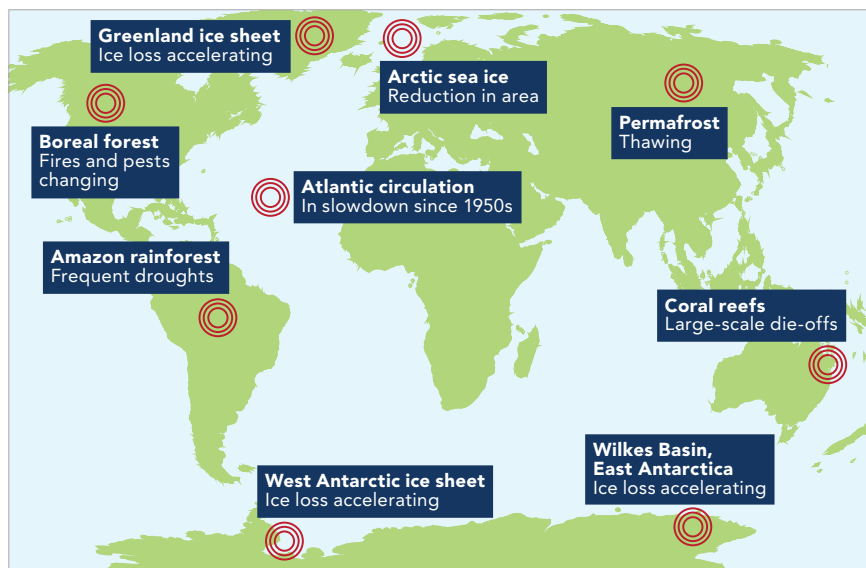 Greenland ice sheet
Ice loss accelerating
Arctic sea ice
Reduction in area
Permafrost
Thawing
Boreal forest
Fires and pests
changing
Atlantic circulation
In slowdown since 1950s
Amazon rainforest
Frequent droughts
Coral reefs
Large-scale die-offs
Wilkes Basin,
East Antarctica
Ice loss accelerating
West Antarctic ice sheet
Ice loss accelerating